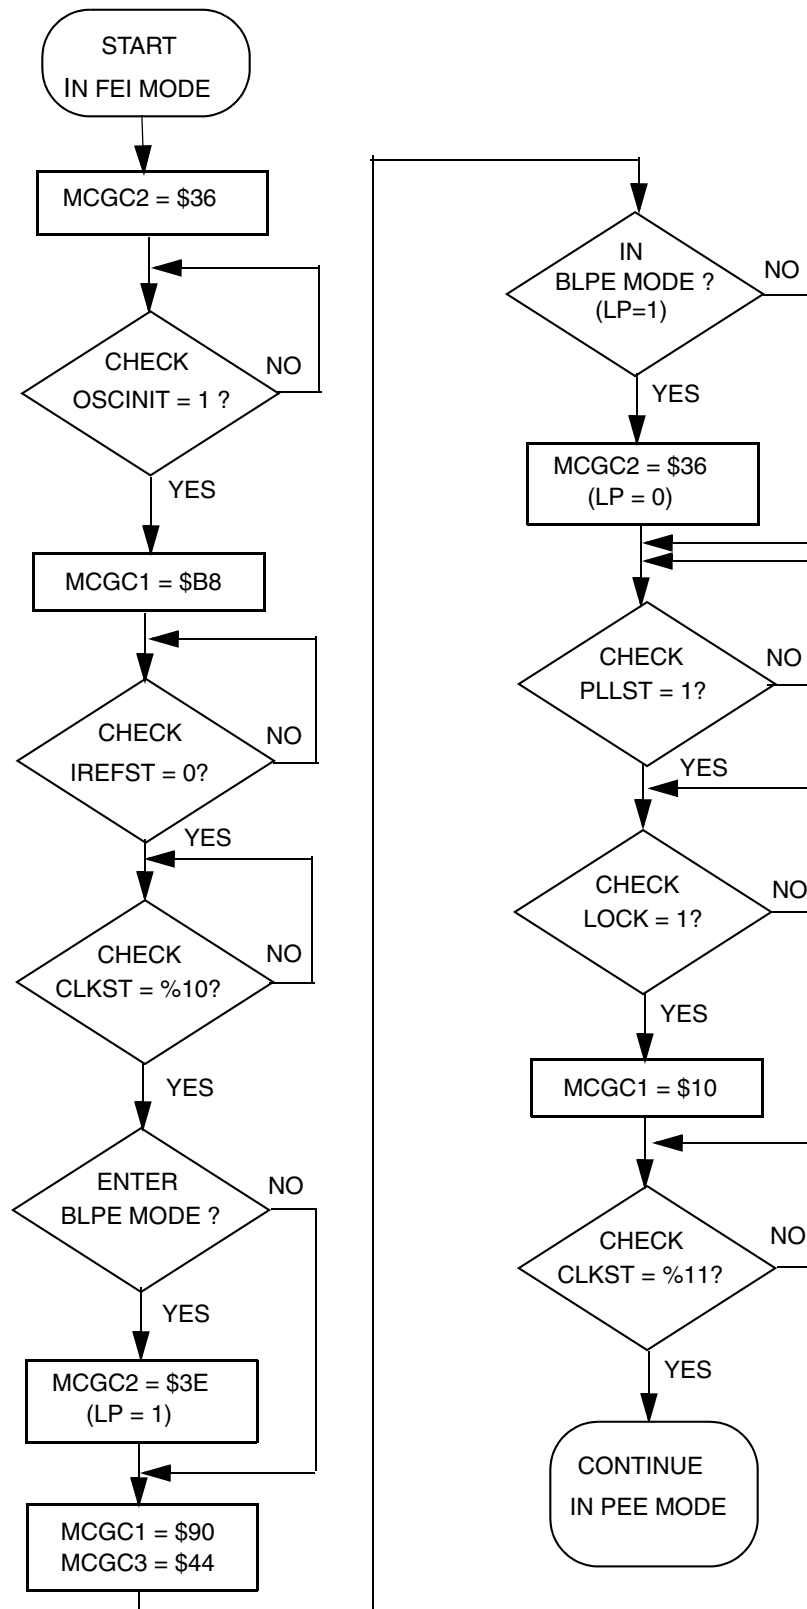 START
IN FEI MODE
MCGC2 = $36
CHECK
OSCINIT = 1 ?
NO
YES
MCGC1 = $B8
CHECK
IREFST = 0?
NO
YES
CHECK
CLKST = %10?
NO
YES
ENTER
BLPE MODE ?
NO
YES
MCGC2 = $3E
(LP = 1)
MCGC1 = $90
MCGC3 = $44
IN
BLPE MODE ?
(LP=1)
NO
YES
MCGC2 = $36
(LP = 0)
CHECK
PLLST = 1?
NO
YES
CHECK
LOCK = 1?
NO
YES
MCGC1 = $10
CHECK
CLKST = %11?
NO
YES
CONTINUE
IN PEE MODE